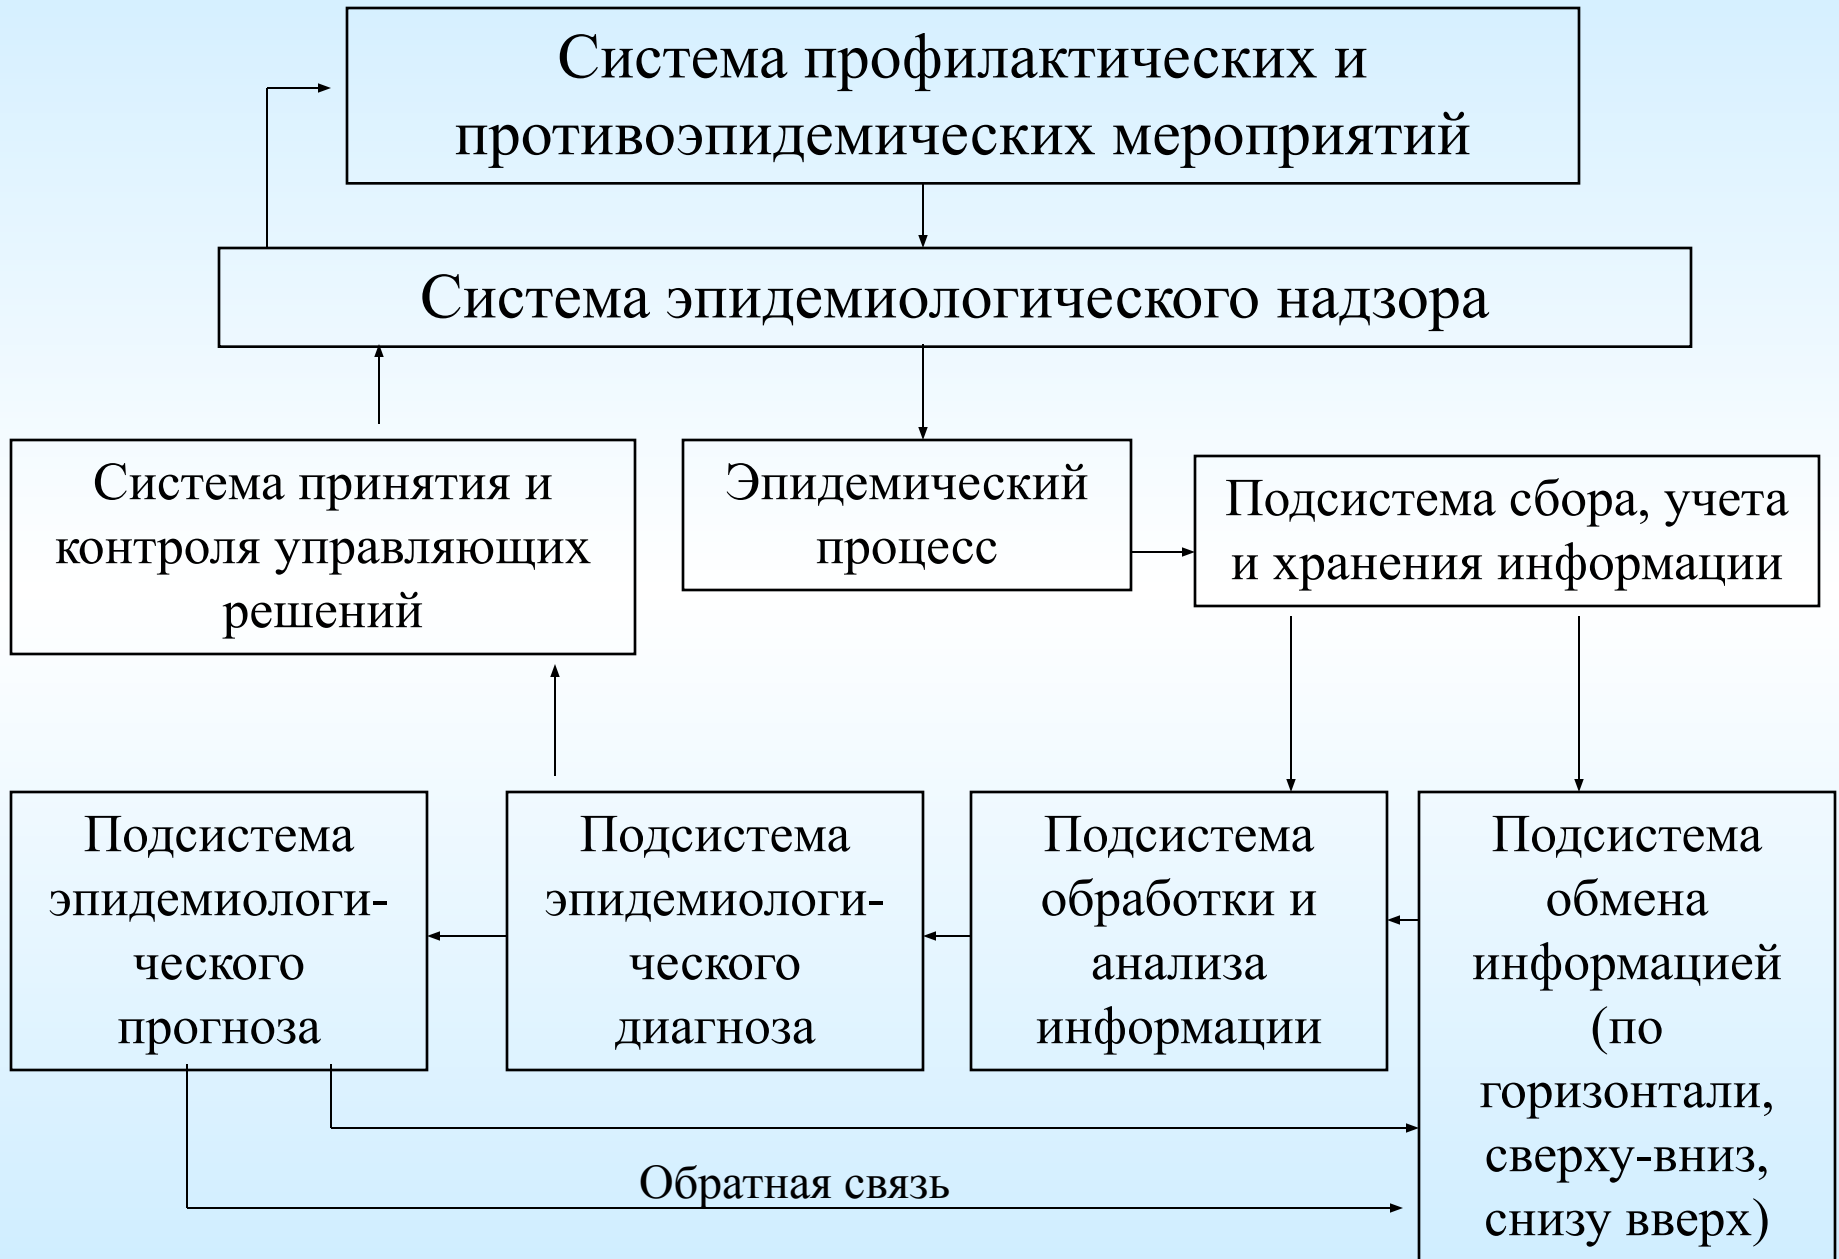 Система профилактических и
противоэпидемических мероприятий
Система эпидемиологического надзора
Система принятия и
контроля управляющих
решений
Эпидемический
процесс
Подсистема сбора, учета
и хранения информации
Подсистема
эпидемиологи-
ческого
прогноза
Подсистема
эпидемиологи-
ческого
диагноза
Подсистема
обработки и
анализа
информации
Подсистема
обмена
информацией
(по
горизонтали,
сверху-вниз,
снизу вверх)
Обратная связь